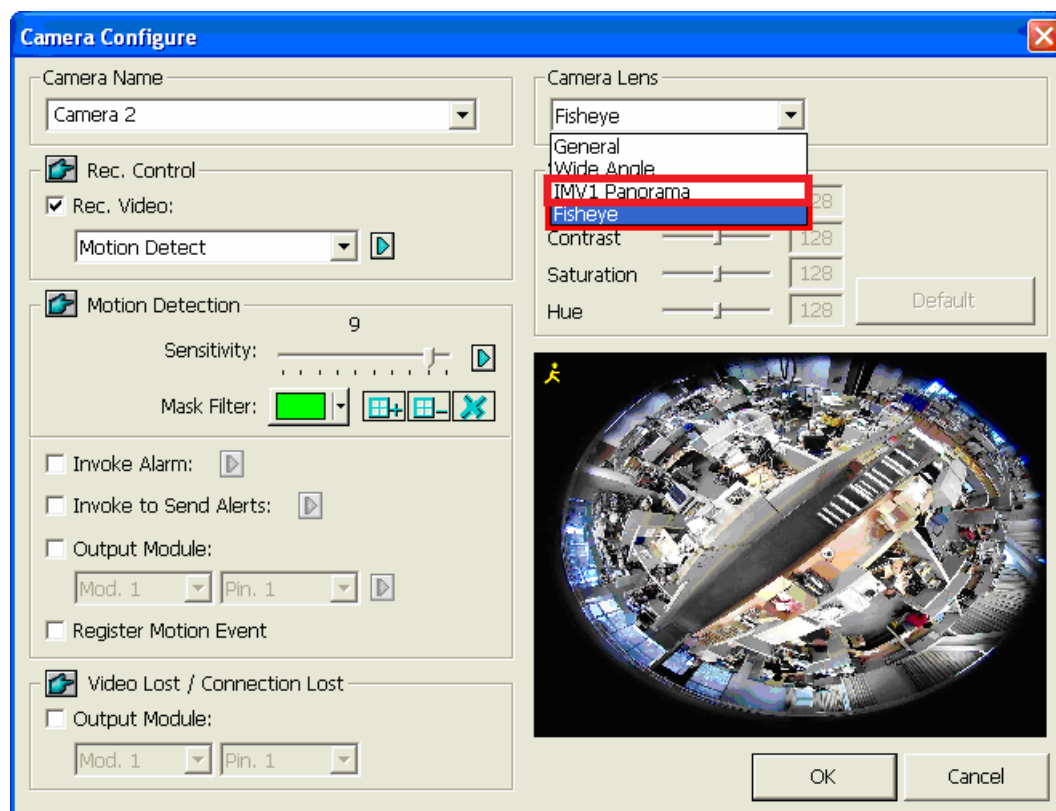 Camera Configure
Camera Name
Camera 2
Rec. Control
Rec. Video:
Motion Detect
Motion Detection
9
Sensitivity:
Mask Filter:
Invoke Alarm:
Invoke to Send Alerts:
Output Module:
Mod. 1 Pin. 1
Register Motion Event
Video Lost / Connection Lost
Output Module:
Mod. 1 Pin. 1
Camera Lens
Fisheye
General
Wide Angle
IMV1 Panorama
Fisheye
Contrast 128
Saturation 128
Hue 128
Default
OK Cancel